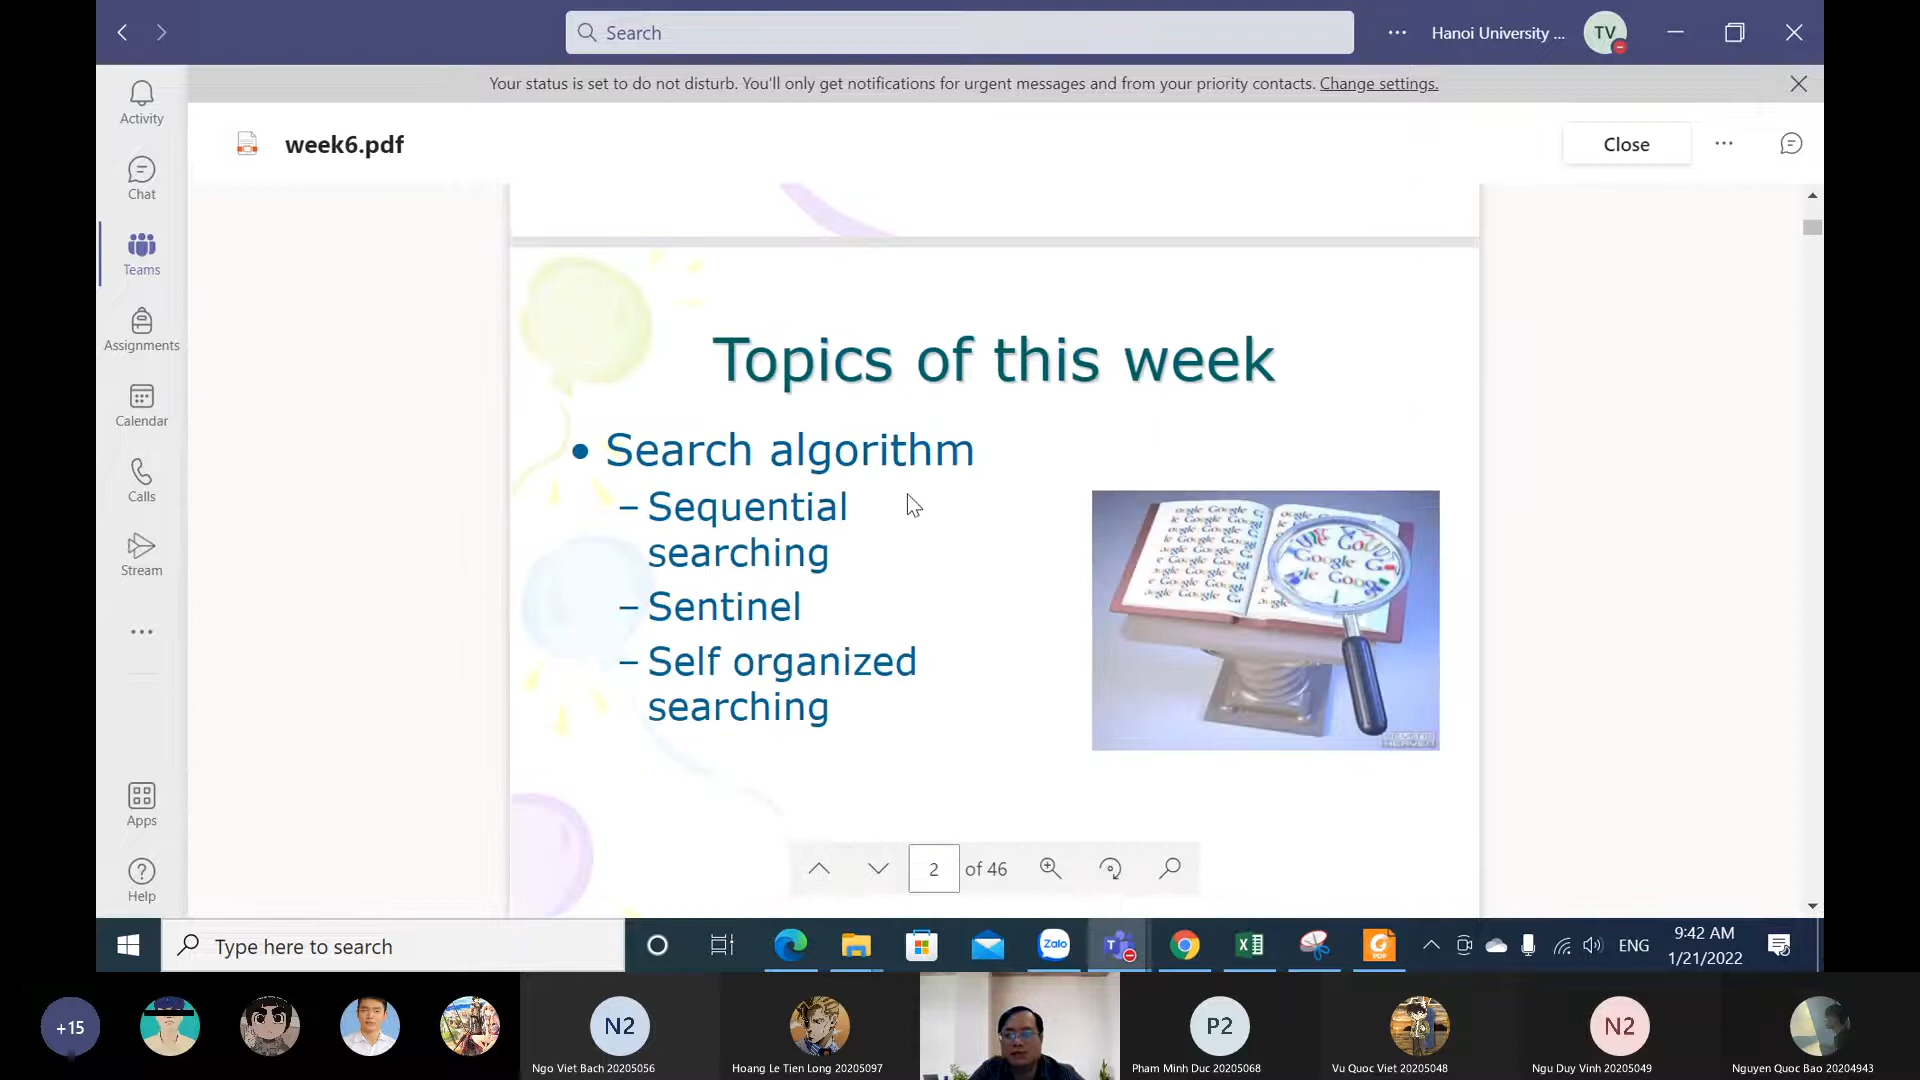 Search
Hanoi University ...
TV
Your status is set to do not disturb. You'll only get notifications for urgent messages and from your priority contacts. Change settings.
Activity
Chat
Teams
Assignments
Calendar
Calls
Stream
Apps
Help
week6.pdf
Close
Topics of this week
• Search algorithm
– Sequential
searching
– Sentinel
– Self organized
searching
2 of 46
Type here to search
Zalo
ENG
9:42 AM
1/21/2022
+15
N2
P2
N2
Ngo Viet Bach 20205056
Hoang Le Tien Long 20205097
Pham Minh Duc 20205068
Vu Quoc Viet 20205048
Ngu Duy Vinh 20205049
Nguyen Quoc Bao 20204943